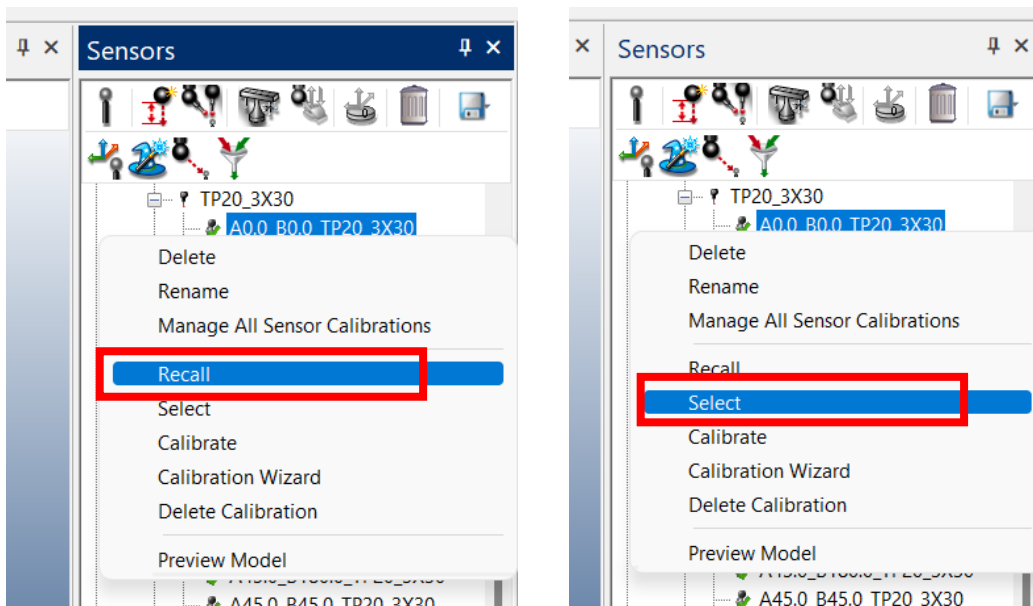 Sensors
TP20_3X30
A0.0_B0.0_TP20_3X30
Delete
Rename
Manage All Sensor Calibrations
Recall
Select
Calibrate
Calibration Wizard
Delete Calibration
Preview Model
A45.0_B45.0_TP20_3X30
Sensors
TP20_3X30
A0.0_B0.0_TP20_3X30
Delete
Rename
Manage All Sensor Calibrations
Recall
Select
Calibrate
Calibration Wizard
Delete Calibration
Preview Model
A45.0_B45.0_TP20_3X30